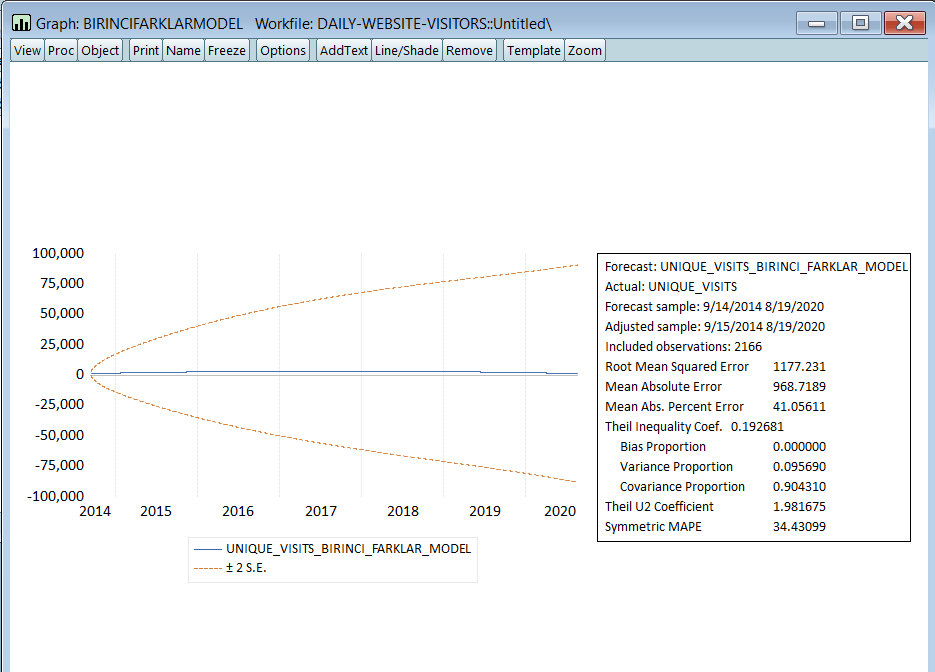 Graph: BIRINCIFARKLARMODEL Workfile: DAILY-WEBSITE-VISITORS::Untitled\
View Proc Object Print Name Freeze Options AddText Line/Shade Remove Template Zoom
100,000
75,000
50,000
25,000
0
-25,000
-50,000
-75,000
-100,000
2014 2015 2016 2017 2018 2019 2020
UNIQUE_VISITS_BIRINCI_FARKLAR_MODEL
± 2 S.E.
Forecast: UNIQUE_VISITS_BIRINCI_FARKLAR_MODEL
Actual: UNIQUE_VISITS
Forecast sample: 9/14/2014 8/19/2020
Adjusted sample: 9/15/2014 8/19/2020
Included observations: 2166
Root Mean Squared Error 1177.231
Mean Absolute Error 968.7189
Mean Abs. Percent Error 41.05611
Theil Inequality Coef. 0.192681
Bias Proportion 0.000000
Variance Proportion 0.095690
Covariance Proportion 0.904310
Theil U2 Coefficient 1.981675
Symmetric MAPE 34.43099